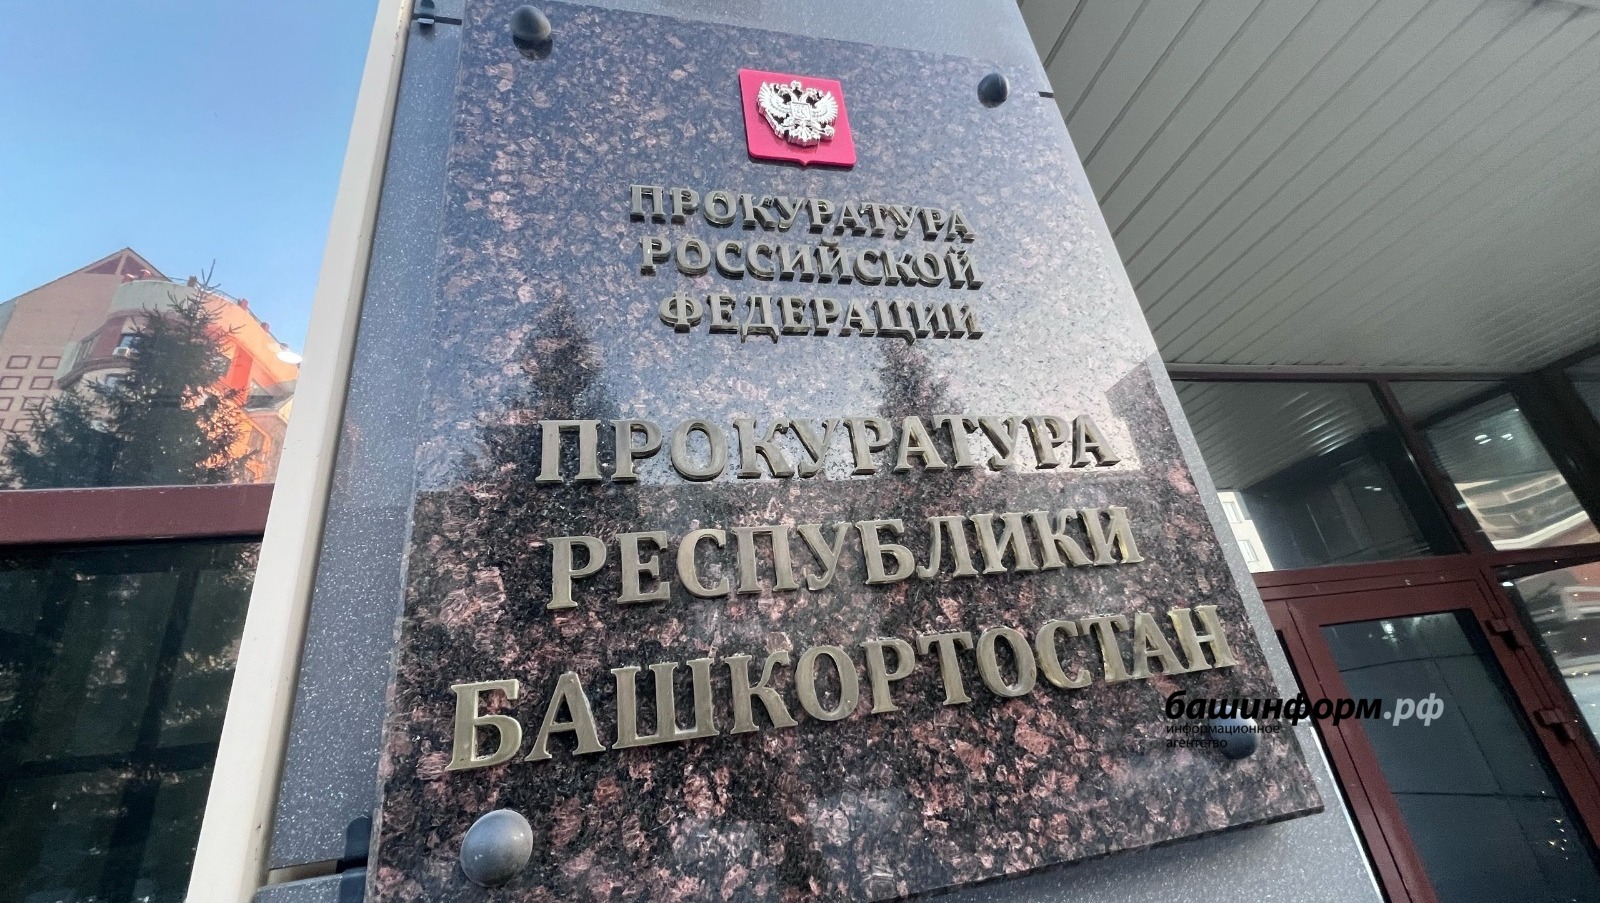 ПРОКУРАТУРА
РОССИЙСКОЙ
ФЕДЕРАЦИИ
ПРОКУРАТУРА
РЕСПУБЛИКИ
БАШКОРТОСТАН
башинформ.рф
информационное
агентство